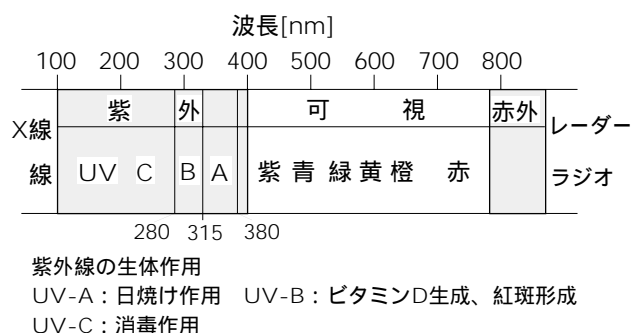 波長[nm]
100 200 300 400 500 600 700 800
X線 紫 外 可 視 赤外 レーダー
線 UV C B A 紫 青 緑 黄 橙 赤 ラジオ
280 315 380
紫外線の生体作用
UV-A：日焼け作用 UV-B：ビタミンD生成、紅斑形成
UV-C：消毒作用